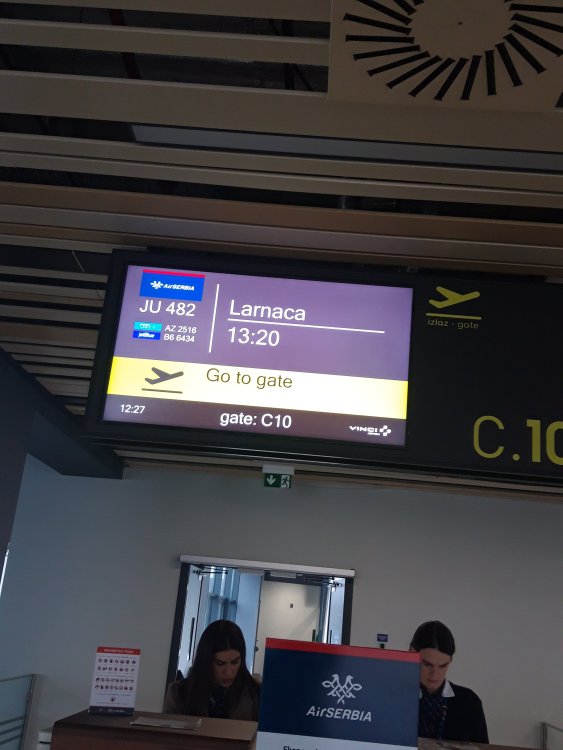 AirSERBIA
JU 482
AZ 2516
jetBlue
B6 6434
Larnaca
13:20
Go to gate
12:27
gate: C10
VINCI
izlaz - gate
C.10
AirSERBIA